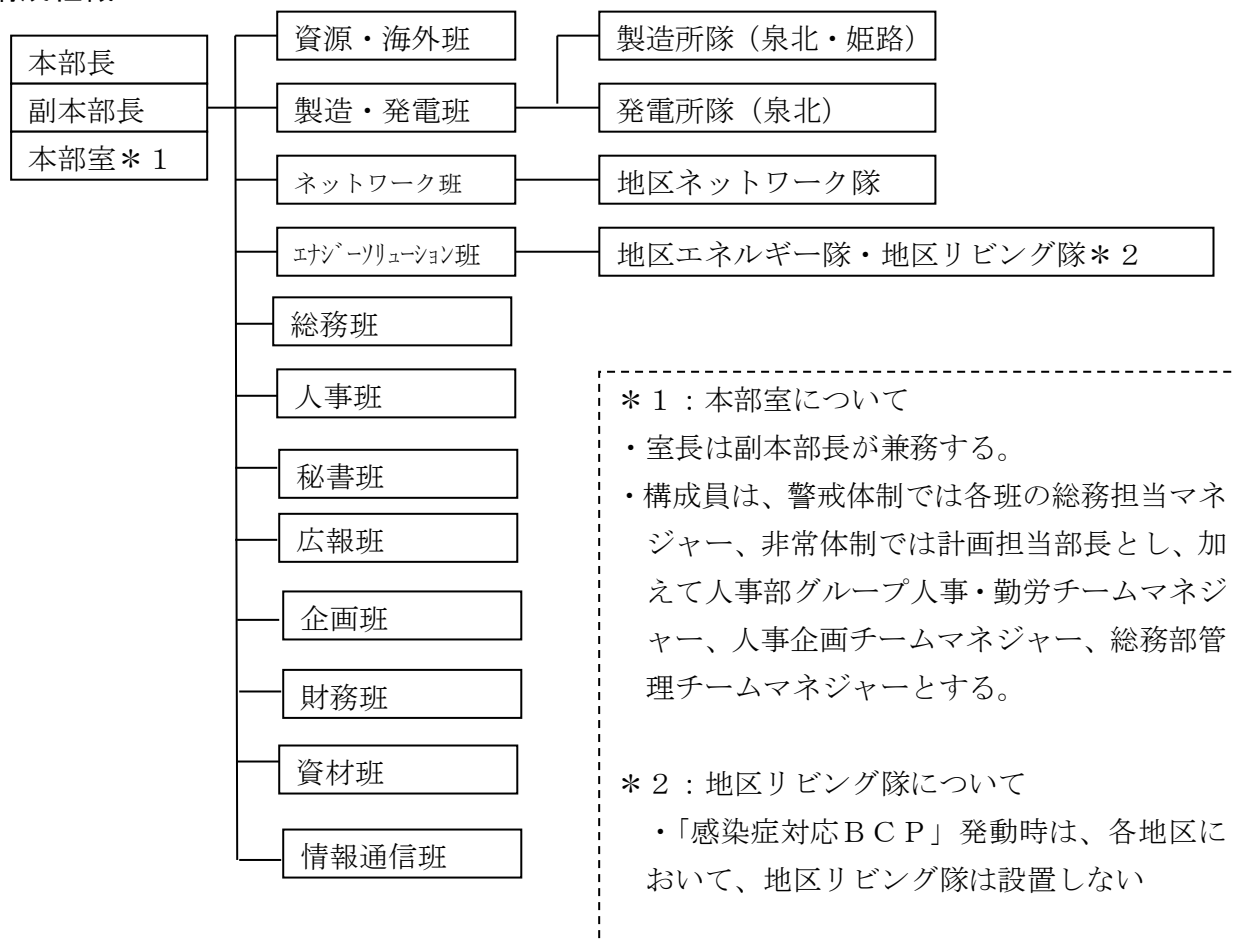 本部長
副本部長
本部室＊１
資源・海外班
製造・発電班
ネットワーク班
ｴﾅｼﾞｰｿﾘｭｰｼｮﾝ班
総務班
人事班
秘書班
広報班
企画班
財務班
資材班
情報通信班
製造所隊（泉北・姫路）
発電所隊（泉北）
地区ネットワーク隊
地区エネルギー隊・地区リビング隊＊２
＊１：本部室について
・室長は副本部長が兼務する。
・構成員は、警戒体制では各班の総務担当マネ
ジャー、非常体制では計画担当部長とし、加
えて人事部グループ人事・勤労チームマネジ
ャー、人事企画チームマネジャー、総務部管
理チームマネジャーとする。
＊２：地区リビング隊について
・「感染症対応ＢＣＰ」発動時は、各地区に
おいて、地区リビング隊は設置しない